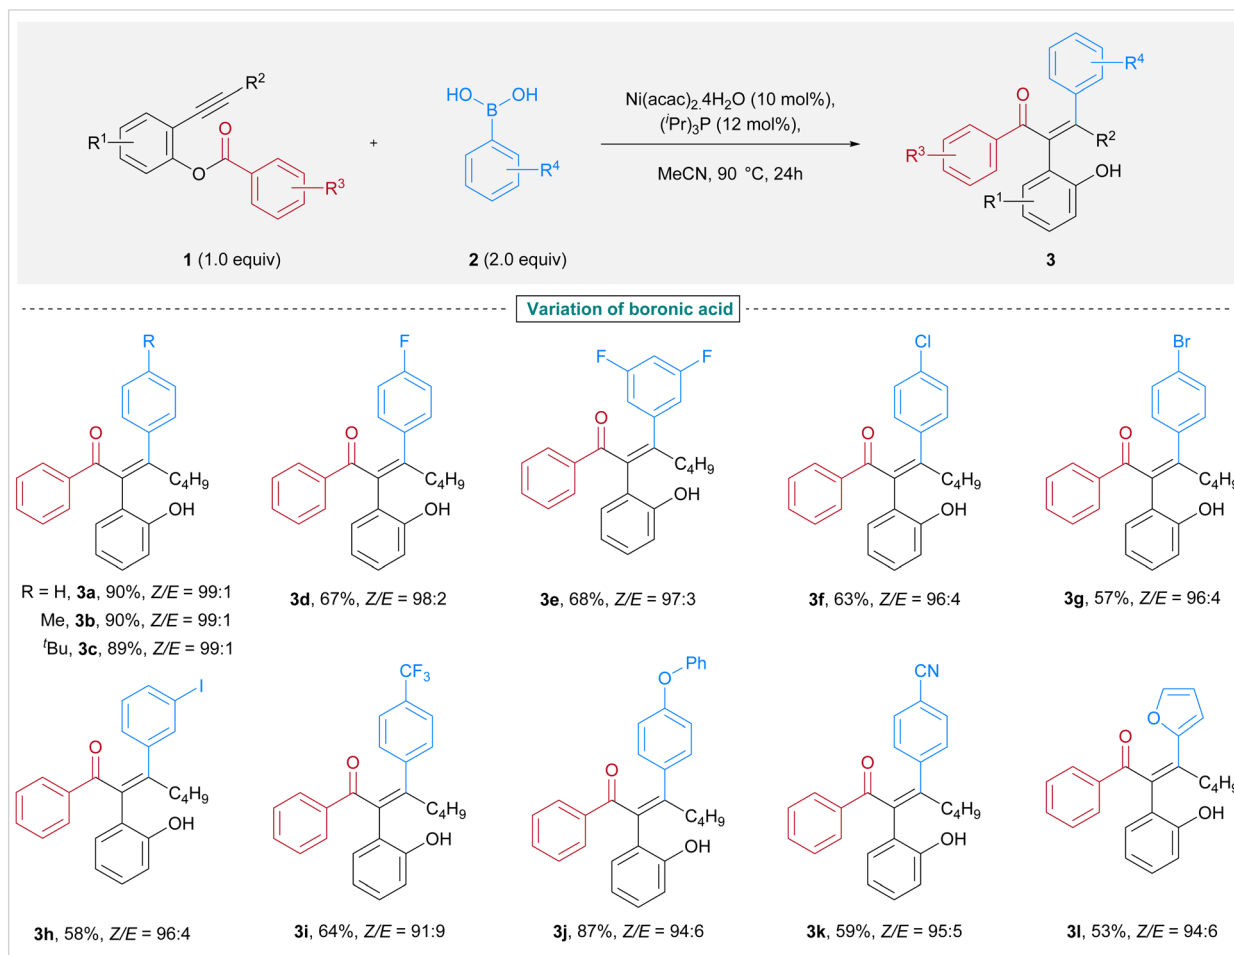 R²
R¹
O
O
R³
1 (1.0 equiv)
+
HO OH
B
R⁴
2 (2.0 equiv)
Ni(acac)₂.4H₂O (10 mol%),
(ⁱPr)₃P (12 mol%),
MeCN, 90 °C, 24h
R⁴
O
R²
R³
OH
R¹
3
Variation of boronic acid
R
O
C₄H₉
OH
R = H, 3a, 90%, Z/E = 99:1
Me, 3b, 90%, Z/E = 99:1
ᵗBu, 3c, 89%, Z/E = 99:1
F
O
C₄H₉
OH
3d, 67%, Z/E = 98:2
F F
O
C₄H₉
OH
3e, 68%, Z/E = 97:3
Cl
O
C₄H₉
OH
3f, 63%, Z/E = 96:4
Br
O
C₄H₉
OH
3g, 57%, Z/E = 96:4
I
O
C₄H₉
OH
3h, 58%, Z/E = 96:4
CF₃
O
C₄H₉
OH
3i, 64%, Z/E = 91:9
Ph
O
O
C₄H₉
OH
3j, 87%, Z/E = 94:6
CN
O
C₄H₉
OH
3k, 59%, Z/E = 95:5
O
O
C₄H₉
OH
3l, 53%, Z/E = 94:6